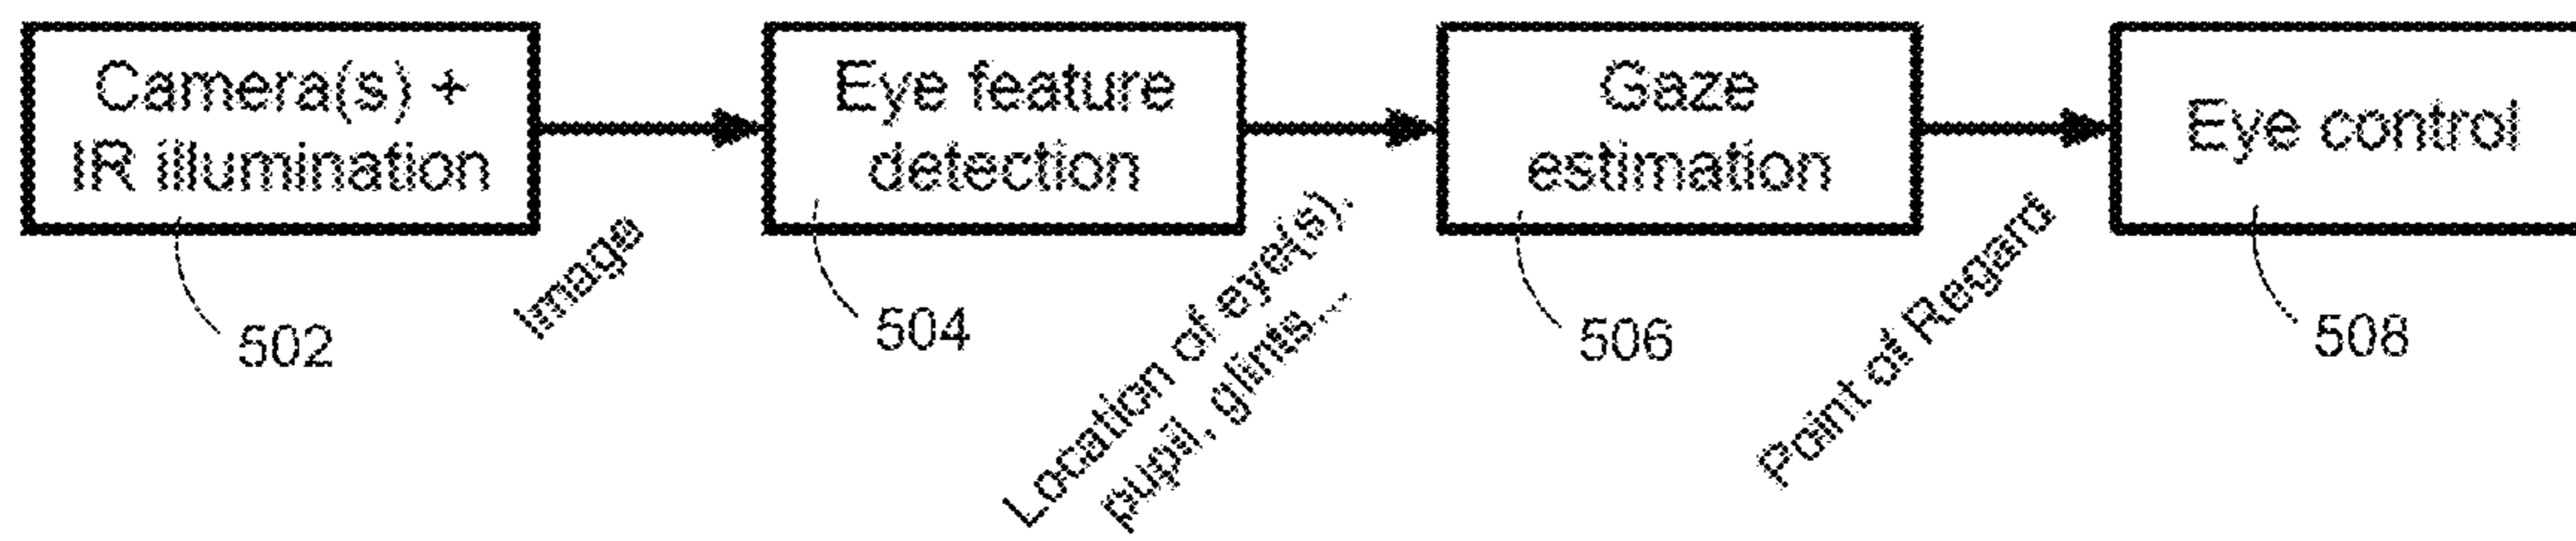 Camera(s) +
IR illumination
502
Image
Eye feature
detection
504
Location of eye(s),
pupil, glints...
Gaze
estimation
506
Point of Regard
Eye control
508